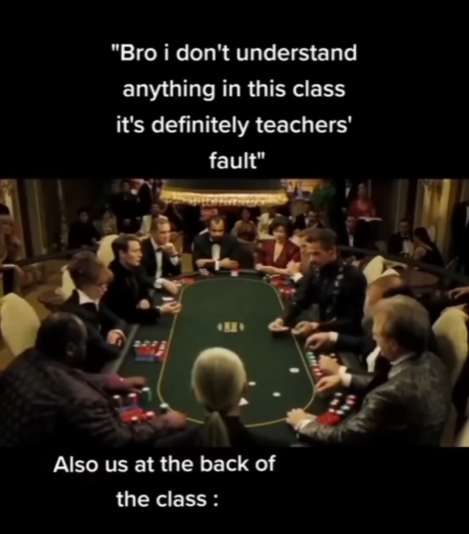 "Bro i don't understand
anything in this class
it's definitely teachers'
fault"
Also us at the back of
the class :